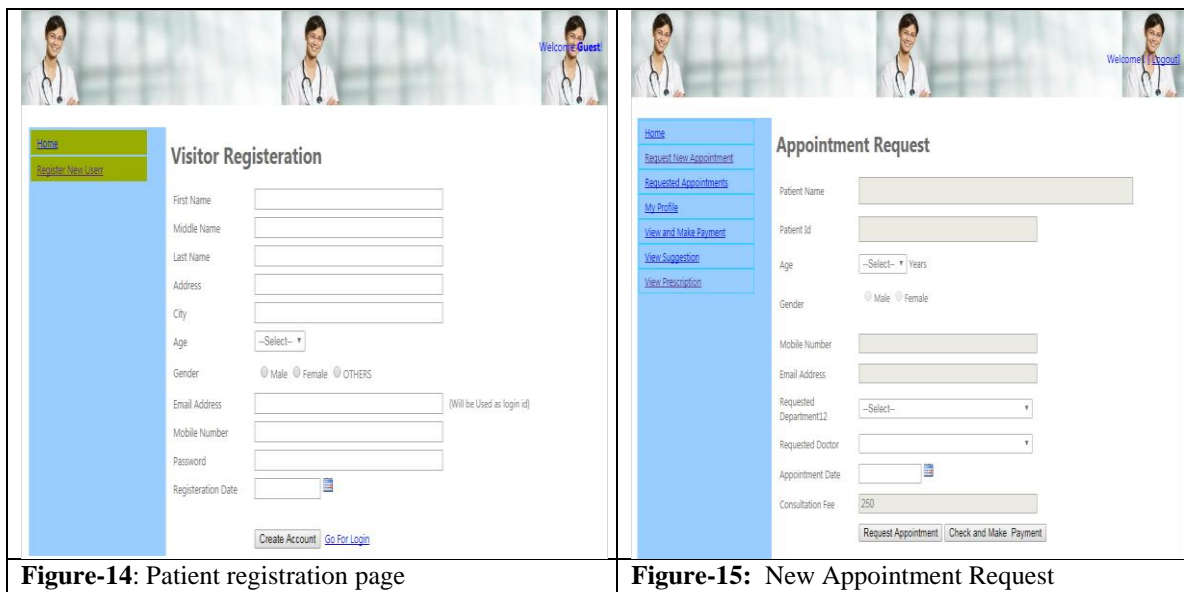 Welcome Guest!
Home
Register New Userr
Visitor Registeration
First Name
Middle Name
Last Name
Address
City
Age --Select--
Gender Male Female OTHERS
Email Address (Will be Used as login id)
Mobile Number
Password
Registeration Date
Create Account Go For Login
Figure-14: Patient registration page
Welcome! [Logout]
Home
Request New Appointment
Requested Appointments
My Profile
View and Make Payment
View Suggestion
View Prescription
Appointment Request
Patient Name
Patient Id
Age --Select-- Years
Gender Male Female
Mobile Number
Email Address
Requested
Department12 --Select--
Requested Doctor
Appointment Date
Consultation Fee 250
Request Appointment Check and Make Payment
Figure-15: New Appointment Request